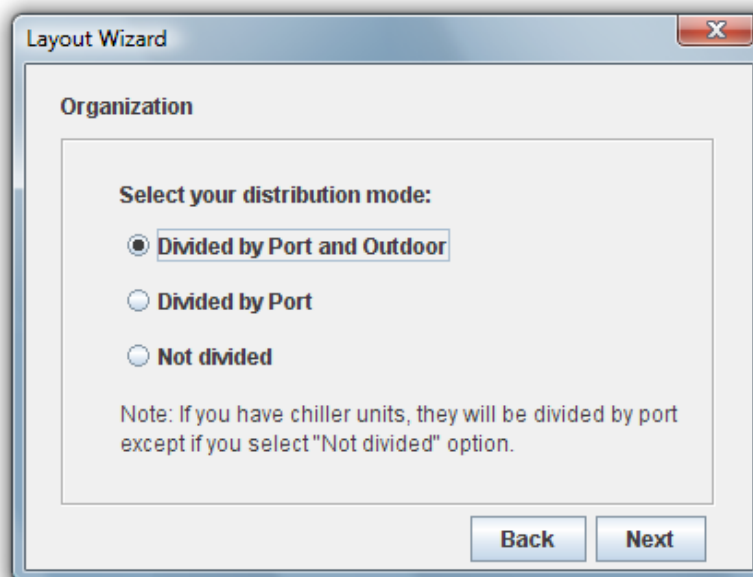 Layout Wizard
Organization
Select your distribution mode:
Divided by Port and Outdoor
Divided by Port
Not divided
Note: If you have chiller units, they will be divided by port
except if you select "Not divided" option.
Back Next